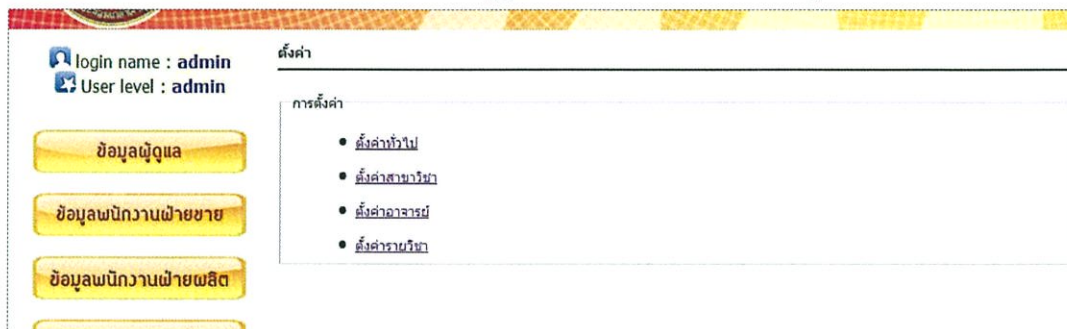 login name : admin
User level : admin
ข้อมูลผู้ดูแล
ข้อมูลพนักงานฝ่ายขาย
ข้อมูลพนักงานฝ่ายผลิต
ตั้งค่า
การตั้งค่า
ตั้งค่าทั่วไป
ตั้งค่าสาขาวิชา
ตั้งค่าอาจารย์
ตั้งค่ารายวิชา